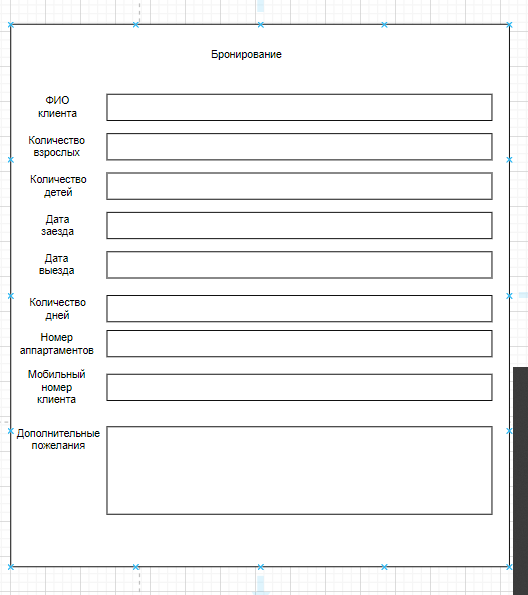 Бронирование
ФИО
клиента
Количество
взрослых
Количество
детей
Дата
заезда
Дата
выезда
Количество
дней
Номер
аппартаментов
Мобильный
номер
клиента
Дополнительные
пожелания